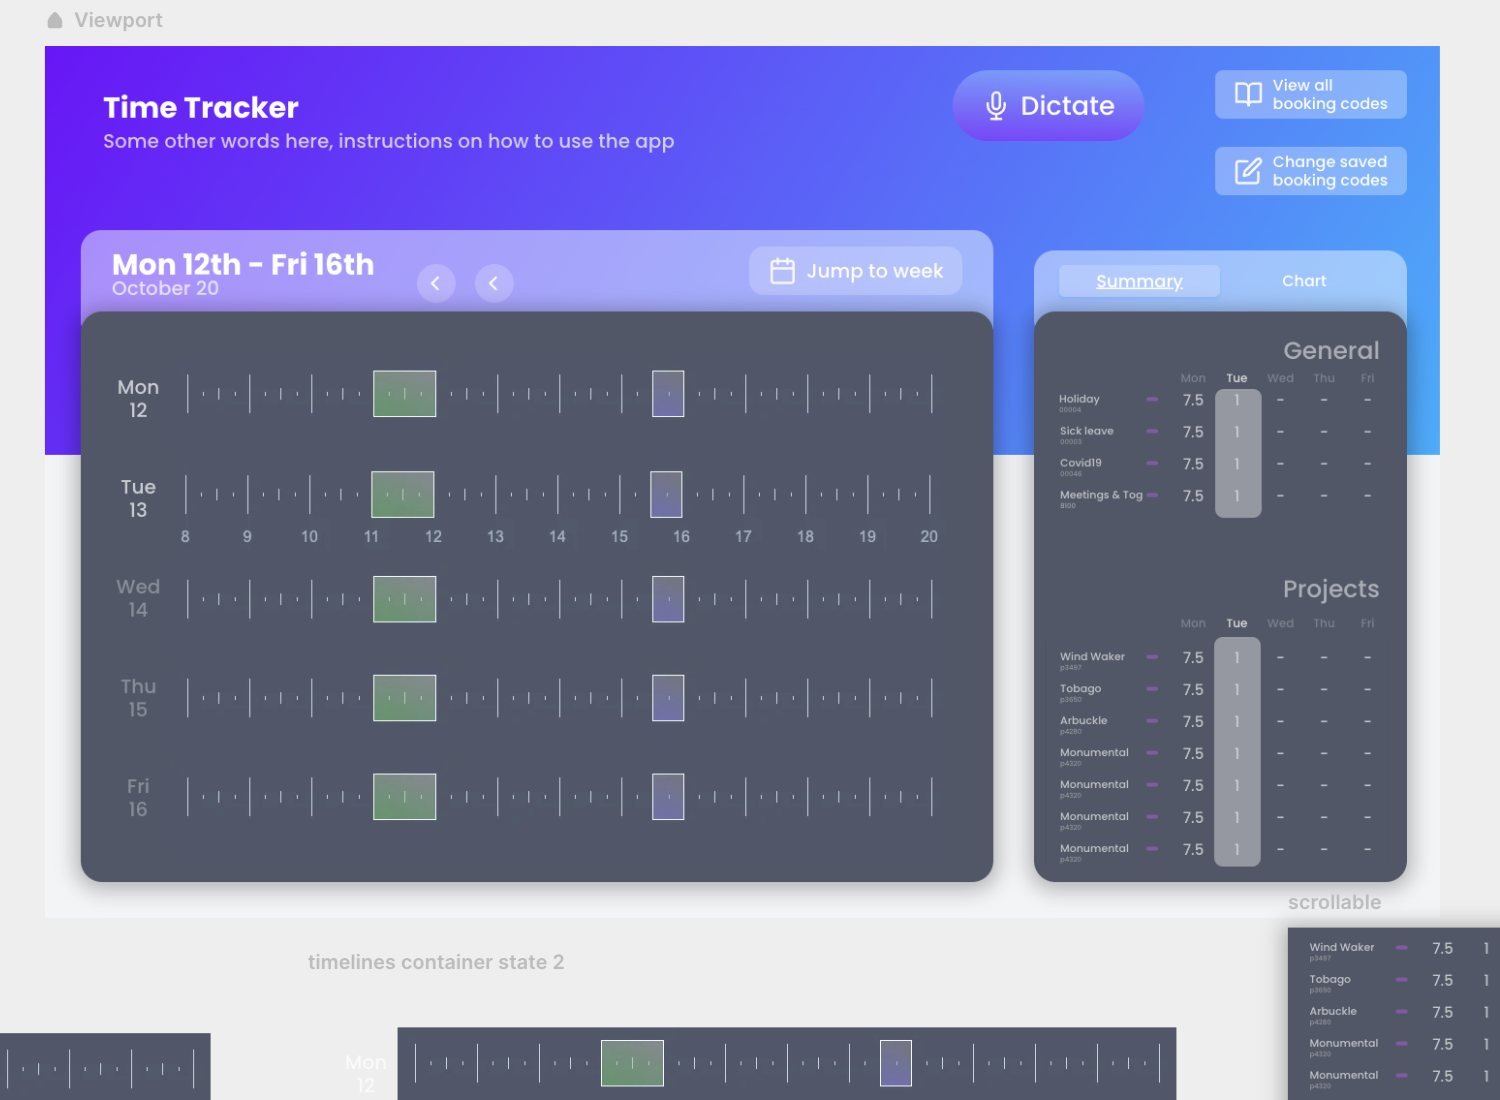 Viewport
Time Tracker
Some other words here, instructions on how to use the app
Dictate
View all
booking codes
Change saved
booking codes
Mon 12th - Fri 16th
October 20
Jump to week
Mon
12
Tue
13
8 9 10 11 12 13 14 15 16 17 18 19 20
Wed
14
Thu
15
Fri
16
Summary Chart
General
Mon Tue Wed Thu Fri
Holiday 7.5 1 - - -
00004
Sick leave 7.5 1 - - -
00003
Covid19 7.5 1 - - -
00046
Meetings & Tog 7.5 1 - - -
8100
Projects
Mon Tue Wed Thu Fri
Wind Waker 7.5 1 - - -
p3497
Tobago 7.5 1 - - -
p3650
Arbuckle 7.5 1 - - -
p4280
Monumental 7.5 1 - - -
p4320
Monumental 7.5 1 - - -
p4320
Monumental 7.5 1 - - -
p4320
Monumental 7.5 1 - - -
p4320
scrollable
Wind Waker 7.5 1
p3497
Tobago 7.5 1
p3650
Arbuckle 7.5 1
p4280
Monumental 7.5 1
p4320
Monumental 7.5 1
p4320
timelines container state 2
Mon
12